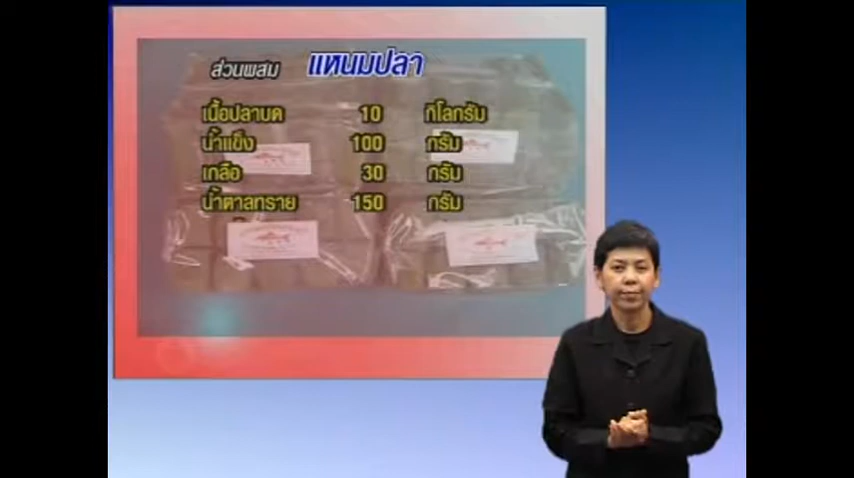 ส่วนผสม แหนมปลา
เนื้อปลาบด 10 กิโลกรัม
น้ำแข็ง 100 กรัม
เกลือ 30 กรัม
น้ำตาลทราย 150 กรัม